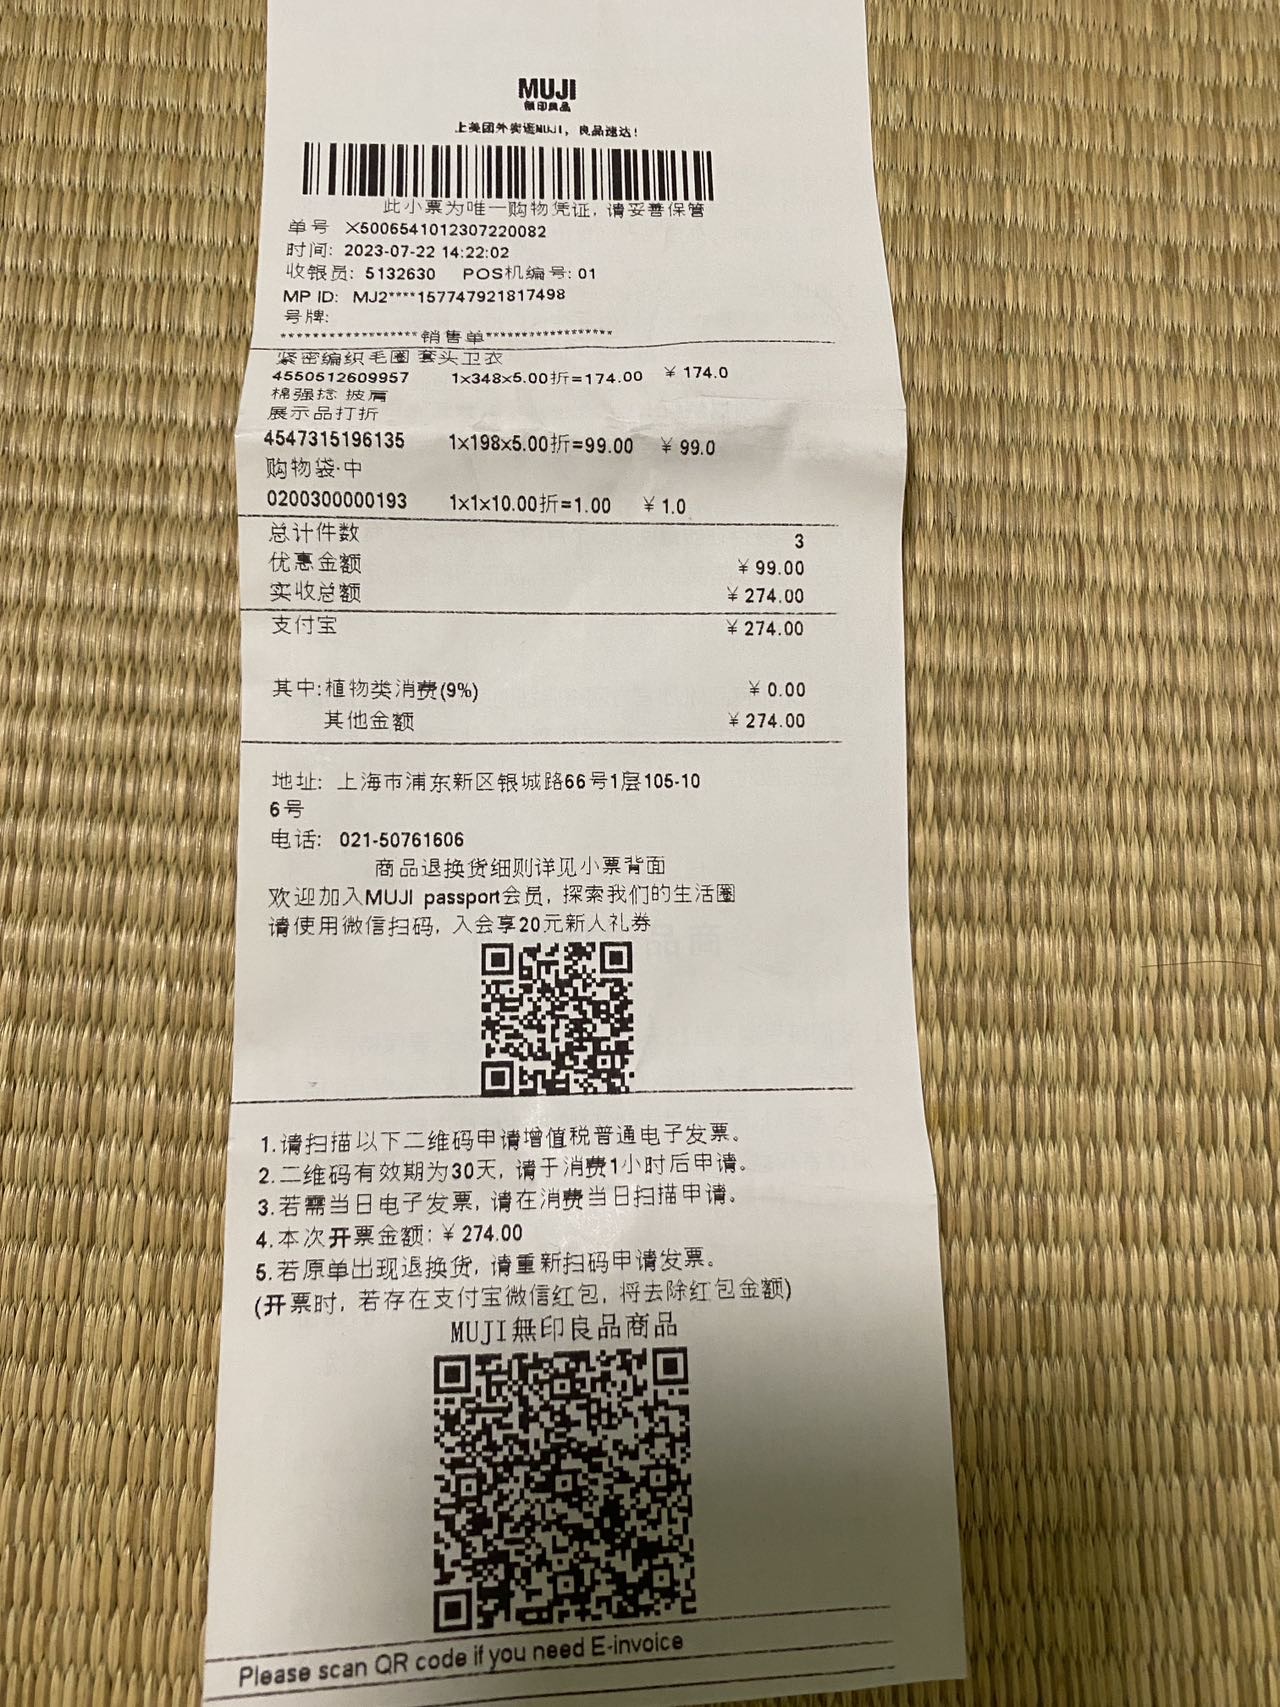 MUJI
無印良品
上美团外卖逛MUJI，良品速达！
此小票为唯一购物凭证, 请妥善保管
单号 X5006541012307220082
时间: 2023-07-22 14:22:02
收银员: 5132630 POS机编号: 01
MP ID: MJ2****157747921817498
号牌:
******************销售单******************
紧密编织毛圈 套头卫衣
4550512609957 1x348x5.00折=174.00 ￥174.0
棉强捻 披肩
展示品打折
4547315196135 1x198x5.00折=99.00 ￥99.0
购物袋·中
0200300000193 1x1x10.00折=1.00 ￥1.0
总计件数 3
优惠金额 ￥99.00
实收总额 ￥274.00
支付宝 ￥274.00
其中:植物类消费(9%) ￥0.00
其他金额 ￥274.00
地址: 上海市浦东新区银城路66号1层105-10
6号
电话: 021-50761606
商品退换货细则详见小票背面
欢迎加入MUJI passport会员, 探索我们的生活圈
请使用微信扫码, 入会享20元新人礼券
1.请扫描以下二维码申请增值税普通电子发票。
2.二维码有效期为30天, 请于消费1小时后申请。
3.若需当日电子发票, 请在消费当日扫描申请。
4.本次开票金额: ￥274.00
5.若原单出现退换货, 请重新扫码申请发票。
(开票时, 若存在支付宝微信红包, 将去除红包金额)
MUJI無印良品商品
Please scan QR code if you need E-invoice